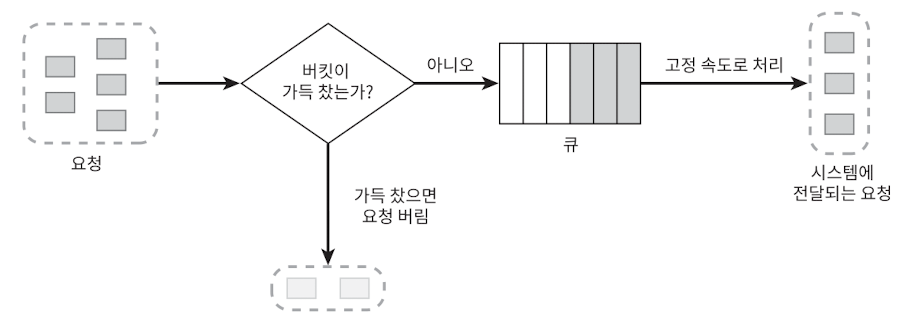 요청
버킷이
가득 찼는가?
아니오
큐
고정 속도로 처리
시스템에
전달되는 요청
가득 찼으면
요청 버림